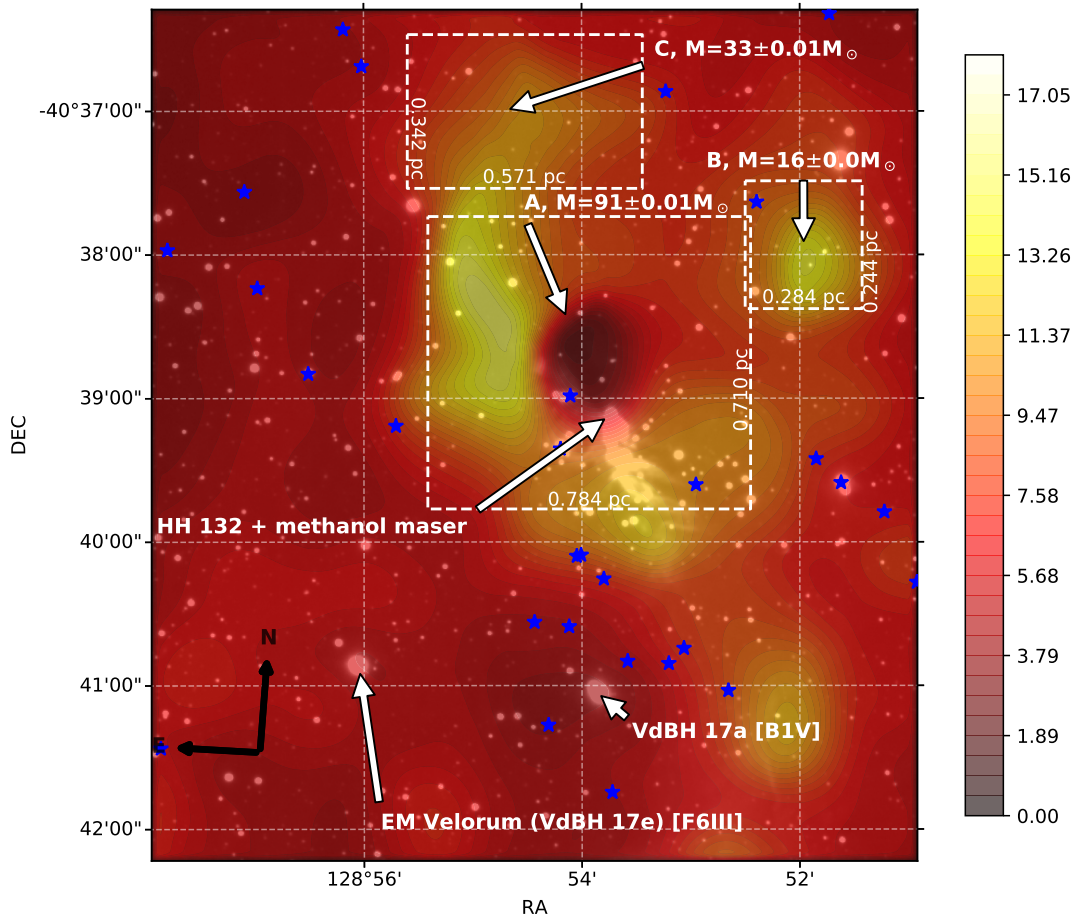 C, M=33±0.01M⊙
-40°37'00"
0.342 pc
0.571 pc
B, M=16±0.0M⊙
A, M=91±0.01M⊙
38'00"
0.284 pc
0.244 pc
0.710 pc
39'00"
DEC
0.784 pc
HH 132 + methanol maser
40'00"
N
E
41'00"
VdBH 17a [B1V]
EM Velorum (VdBH 17e) [F6III]
42'00"
128°56'
54'
52'
RA
17.05
15.16
13.26
11.37
9.47
7.58
5.68
3.79
1.89
0.00